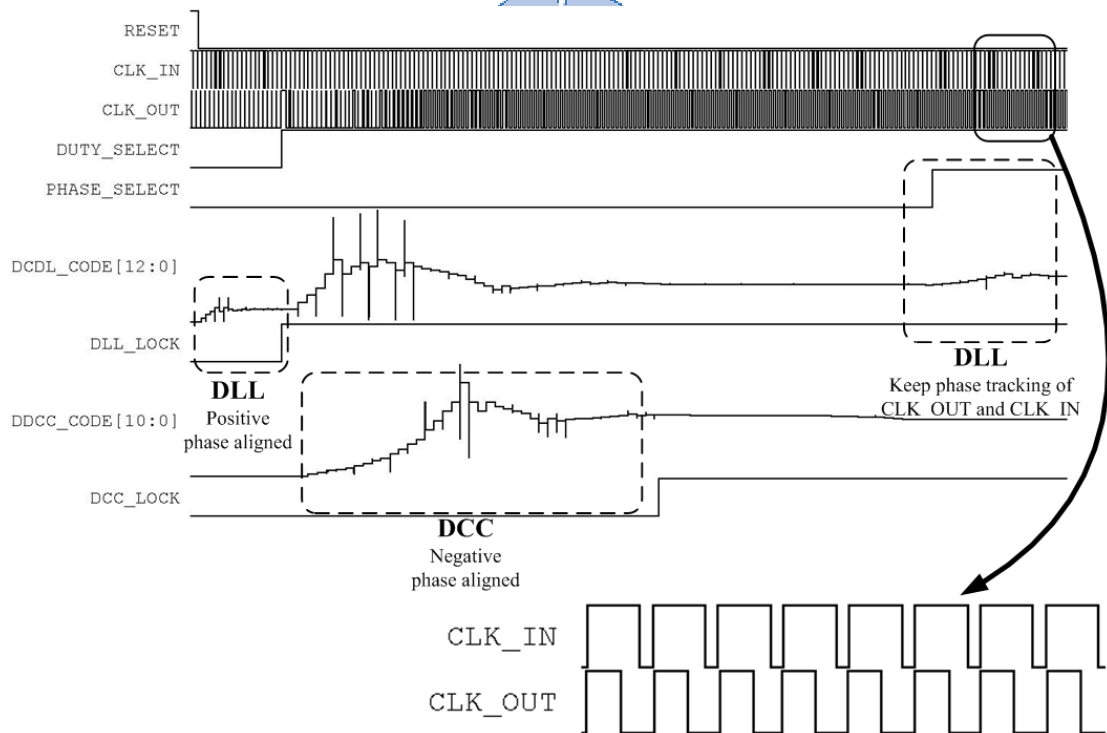 RESET
CLK_IN
CLK_OUT
DUTY_SELECT
PHASE_SELECT
DCDL_CODE[12:0]
DLL_LOCK
DLL
Positive
phase aligned
DLL
Keep phase tracking of
CLK_OUT and CLK_IN
DDCC_CODE[10:0]
DCC_LOCK
DCC
Negative
phase aligned
CLK_IN
CLK_OUT